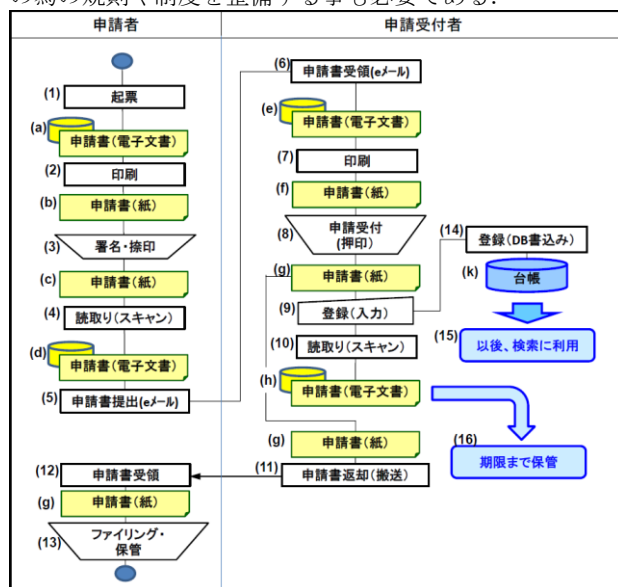 の為の規則や制度を整備する事も必要である.
申請者
申請受付者
(1) 起票
(a) 申請書(電子文書)
(2) 印刷
(b) 申請書(紙)
(3) 署名・捺印
(c) 申請書(紙)
(4) 読取り(スキャン)
(d) 申請書(電子文書)
(5) 申請書提出(eメール)
(6) 申請書受領(eメール)
(e) 申請書(電子文書)
(7) 印刷
(f) 申請書(紙)
(8) 申請受付
(押印)
(g) 申請書(紙)
(9) 登録(入力)
(10) 読取り(スキャン)
(h) 申請書(電子文書)
(g) 申請書(紙)
(11) 申請書返却(搬送)
(12) 申請書受領
(g) 申請書(紙)
(13) ファイリング・
保管
(14) 登録(DB書込み)
(k) 台帳
(15) 以後、検索に利用
(16) 期限まで保管